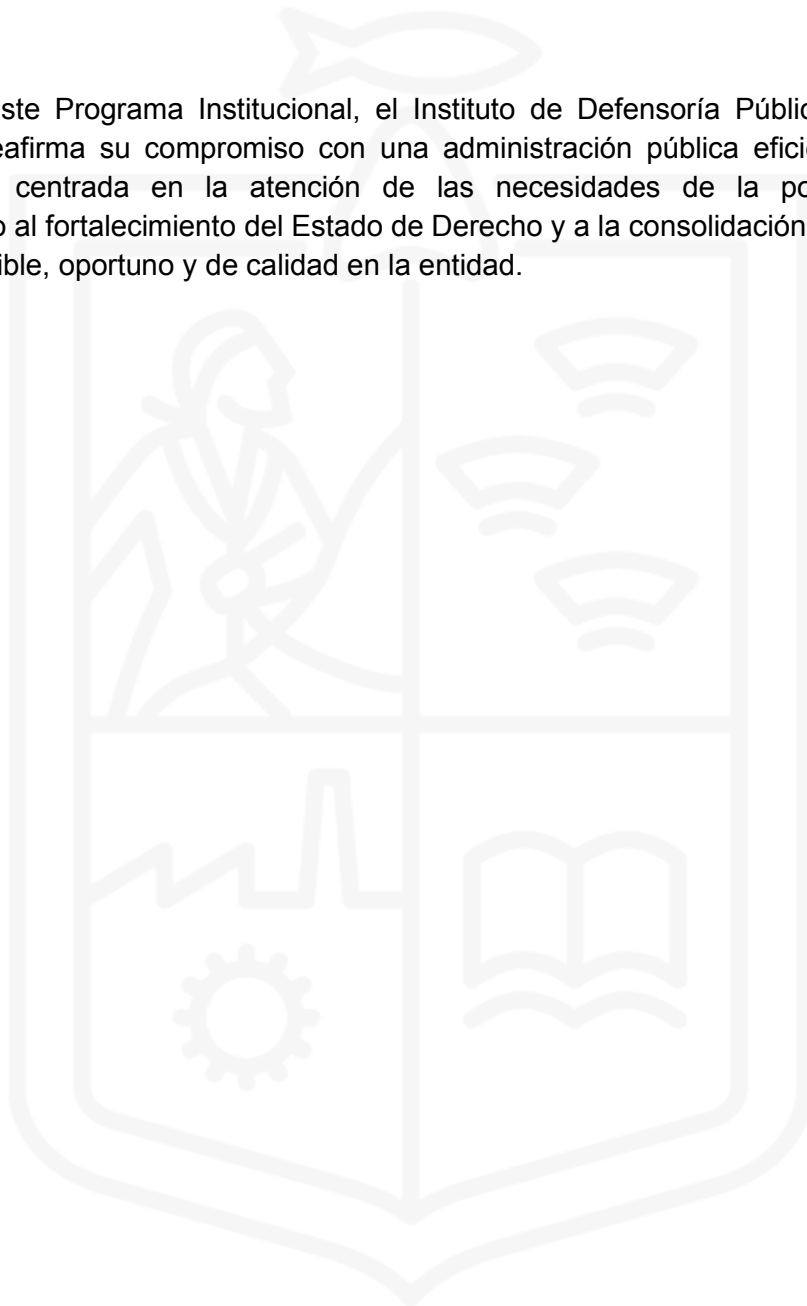 ste Programa Institucional, el Instituto de Defensoría Públic
eafirma su compromiso con una administración pública efici
centrada en la atención de las necesidades de la po
o al fortalecimiento del Estado de Derecho y a la consolidación
ible, oportuno y de calidad en la entidad.